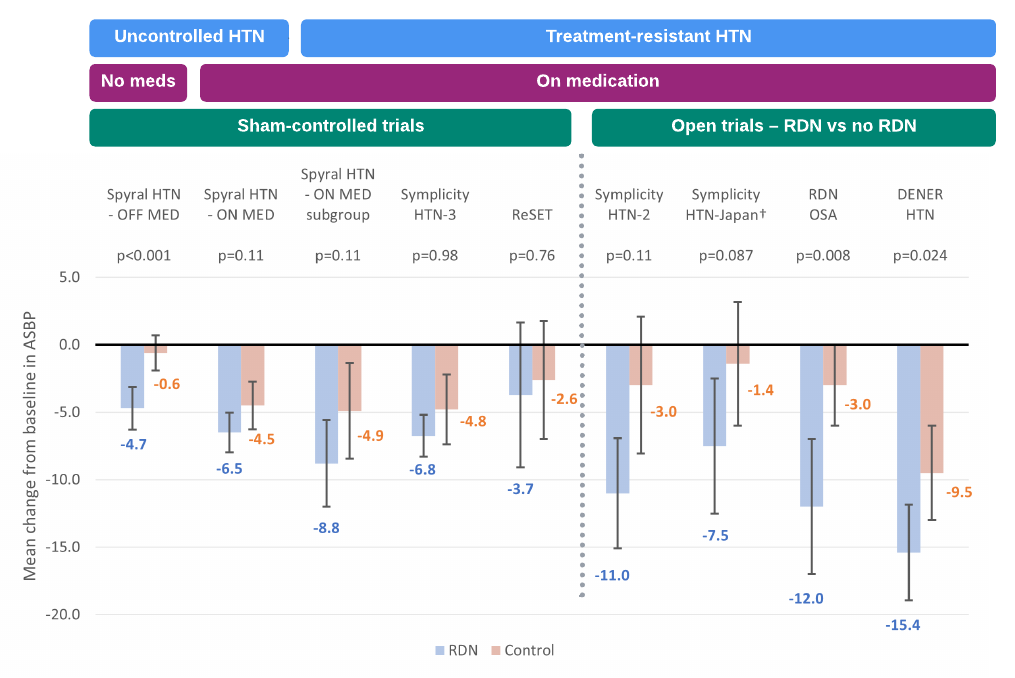 Uncontrolled HTN
Treatment-resistant HTN
No meds
On medication
Sham-controlled trials
Open trials – RDN vs no RDN
Spyral HTN
- OFF MED
Spyral HTN
- ON MED
Spyral HTN
- ON MED
subgroup
Symplicity
HTN-3
ReSET
Symplicity
HTN-2
Symplicity
HTN-Japan†
RDN
OSA
DENER
HTN
p<0.001
p=0.11
p=0.11
p=0.98
p=0.76
p=0.11
p=0.087
p=0.008
p=0.024
Mean change from baseline in ASBP
5.0
0.0
-5.0
-10.0
-15.0
-20.0
-4.7
-0.6
-6.5
-4.5
-8.8
-4.9
-6.8
-4.8
-3.7
-2.6
-11.0
-3.0
-7.5
-1.4
-12.0
-3.0
-15.4
-9.5
RDN
Control